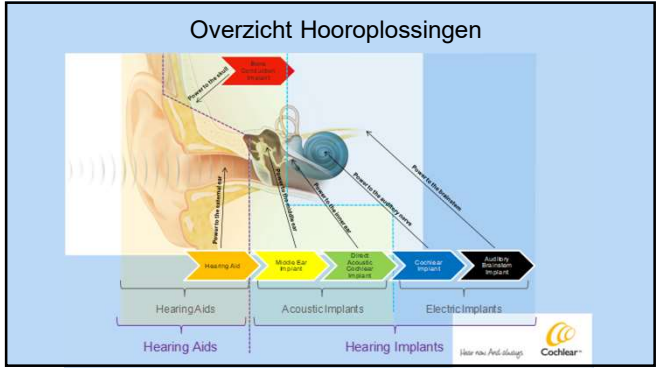 Overzicht Hooroplossingen
Bone
Conduction
Implant
Power to the skull
Power to the external ear
Power to the middle ear
Power to the inner ear
Power to the auditory nerve
Power to the brainstem
Hearing Aid
Middle Ear
Implant
Direct
Acoustic
Cochlear
Implant
Cochlear
Implant
Auditory
Brainstem
Implant
Hearing Aids
Acoustic Implants
Electric Implants
Hearing Aids
Hearing Implants
Hear now. And always
Cochlear™